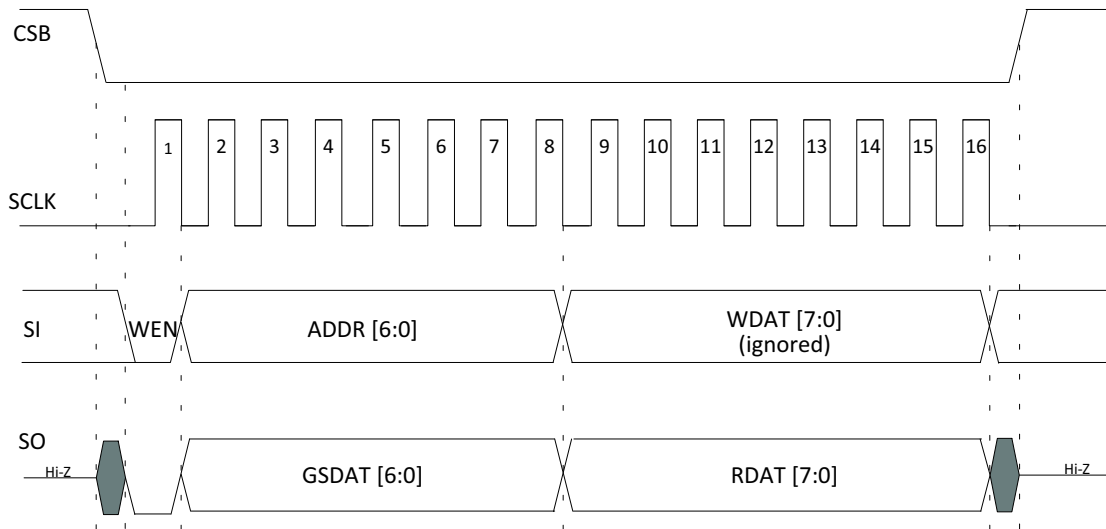 CSB
1 2 3 4 5 6 7 8 9 10 11 12 13 14 15 16
SCLK
SI
WEN
ADDR [6:0]
WDAT [7:0]
(ignored)
SO
Hi-Z
GSDAT [6:0]
RDAT [7:0]
Hi-Z